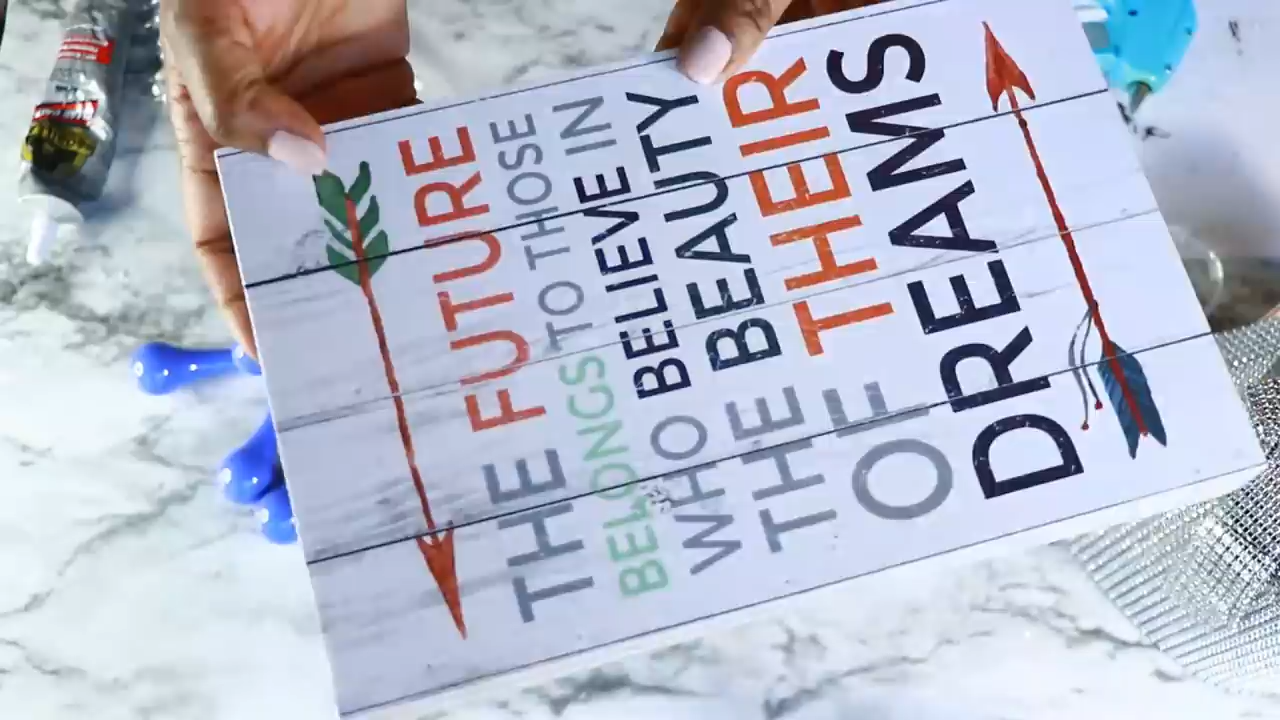 THE FUTURE
BELONGS TO THOSE
WHO BELIEVE IN
THE BEAUTY
OF THEIR
DREAMS